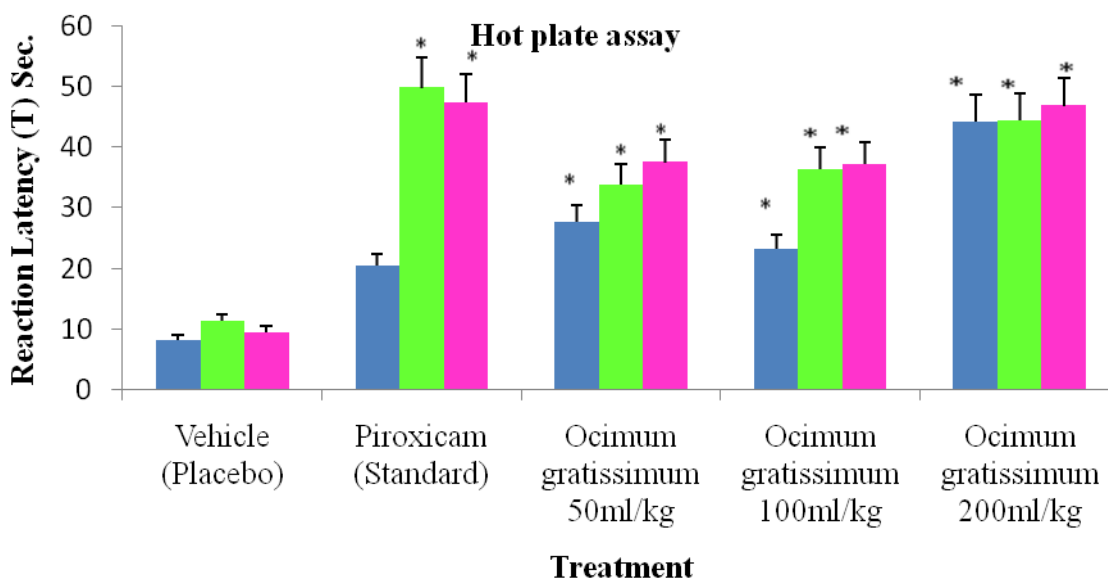 Hot plate assay
Reaction Latency (T) Sec.
60
50
40
30
20
10
0
* * * * * * * * * * *
Vehicle
(Placebo)
Piroxicam
(Standard)
Ocimum
gratissimum
50ml/kg
Ocimum
gratissimum
100ml/kg
Ocimum
gratissimum
200ml/kg
Treatment